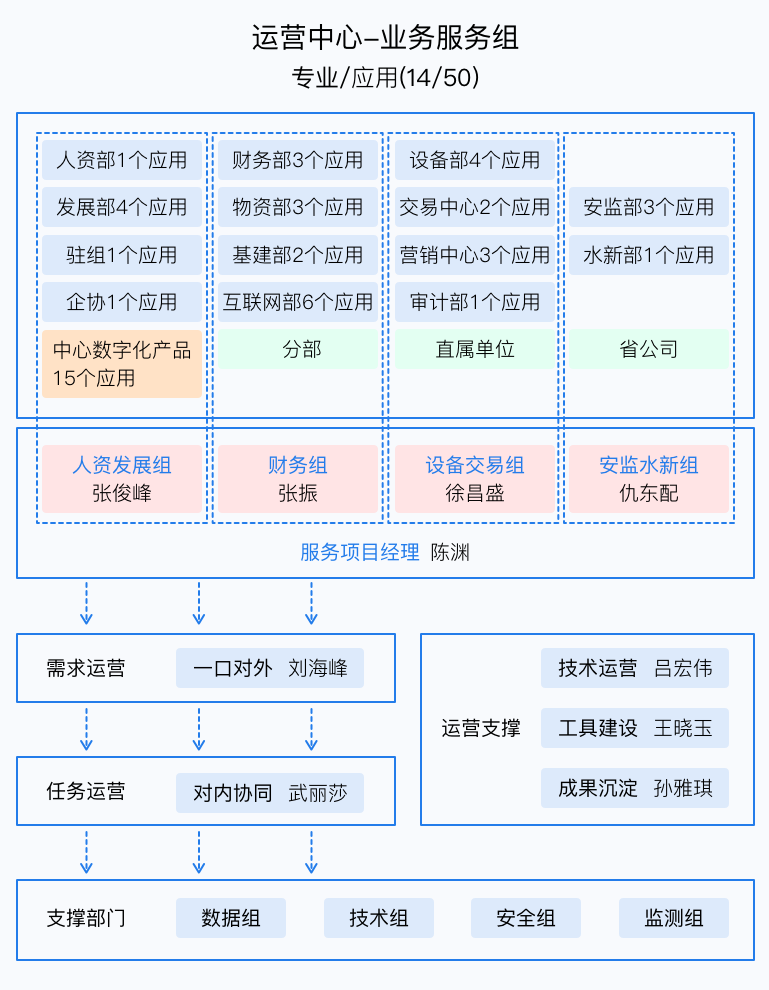 运营中心-业务服务组
专业/应用(14/50)
人资部1个应用
财务部3个应用
设备部4个应用
发展部4个应用
物资部3个应用
交易中心2个应用
安监部3个应用
驻组1个应用
基建部2个应用
营销中心3个应用
水新部1个应用
企协1个应用
互联网部6个应用
审计部1个应用
中心数字化产品
15个应用
分部
直属单位
省公司
人资发展组
张俊峰
财务组
张振
设备交易组
徐昌盛
安监水新组
仇东配
服务项目经理 陈渊
需求运营
一口对外 刘海峰
任务运营
对内协同 武丽莎
运营支撑
技术运营 吕宏伟
工具建设 王晓玉
成果沉淀 孙雅琪
支撑部门
数据组
技术组
安全组
监测组